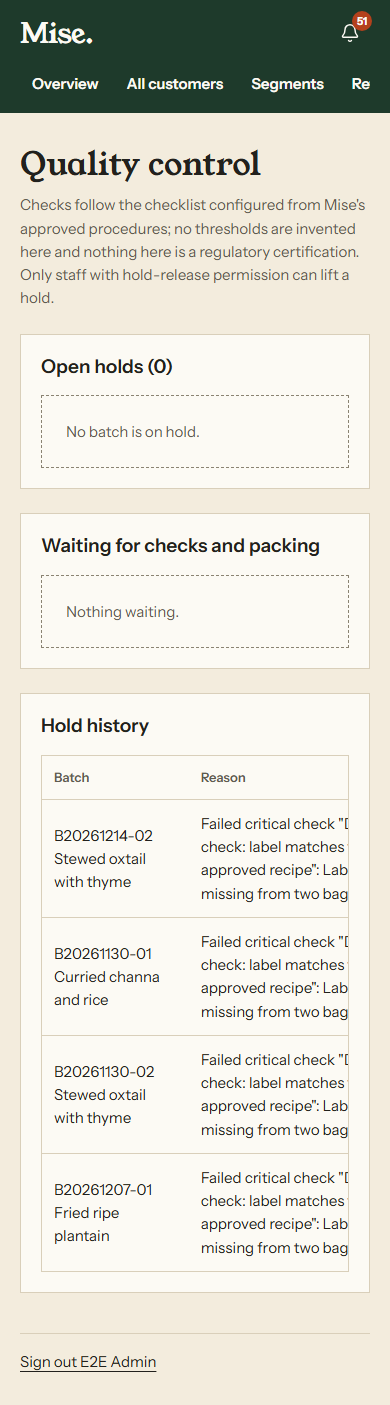 Mise.
51
Overview All customers Segments Re
Quality control
Checks follow the checklist configured from Mise's
approved procedures; no thresholds are invented
here and nothing here is a regulatory certification.
Only staff with hold-release permission can lift a
hold.
Open holds (0)
No batch is on hold.
Waiting for checks and packing
Nothing waiting.
Hold history
Batch Reason
B20261214-02
Stewed oxtail
with thyme
Failed critical check "D
check: label matches
approved recipe": Lab
missing from two bag
B20261130-01
Curried channa
and rice
Failed critical check "D
check: label matches
approved recipe": Lab
missing from two bag
B20261130-02
Stewed oxtail
with thyme
Failed critical check "D
check: label matches
approved recipe": Lab
missing from two bag
B20261207-01
Fried ripe
plantain
Failed critical check "D
check: label matches
approved recipe": Lab
missing from two bag
Sign out E2E Admin